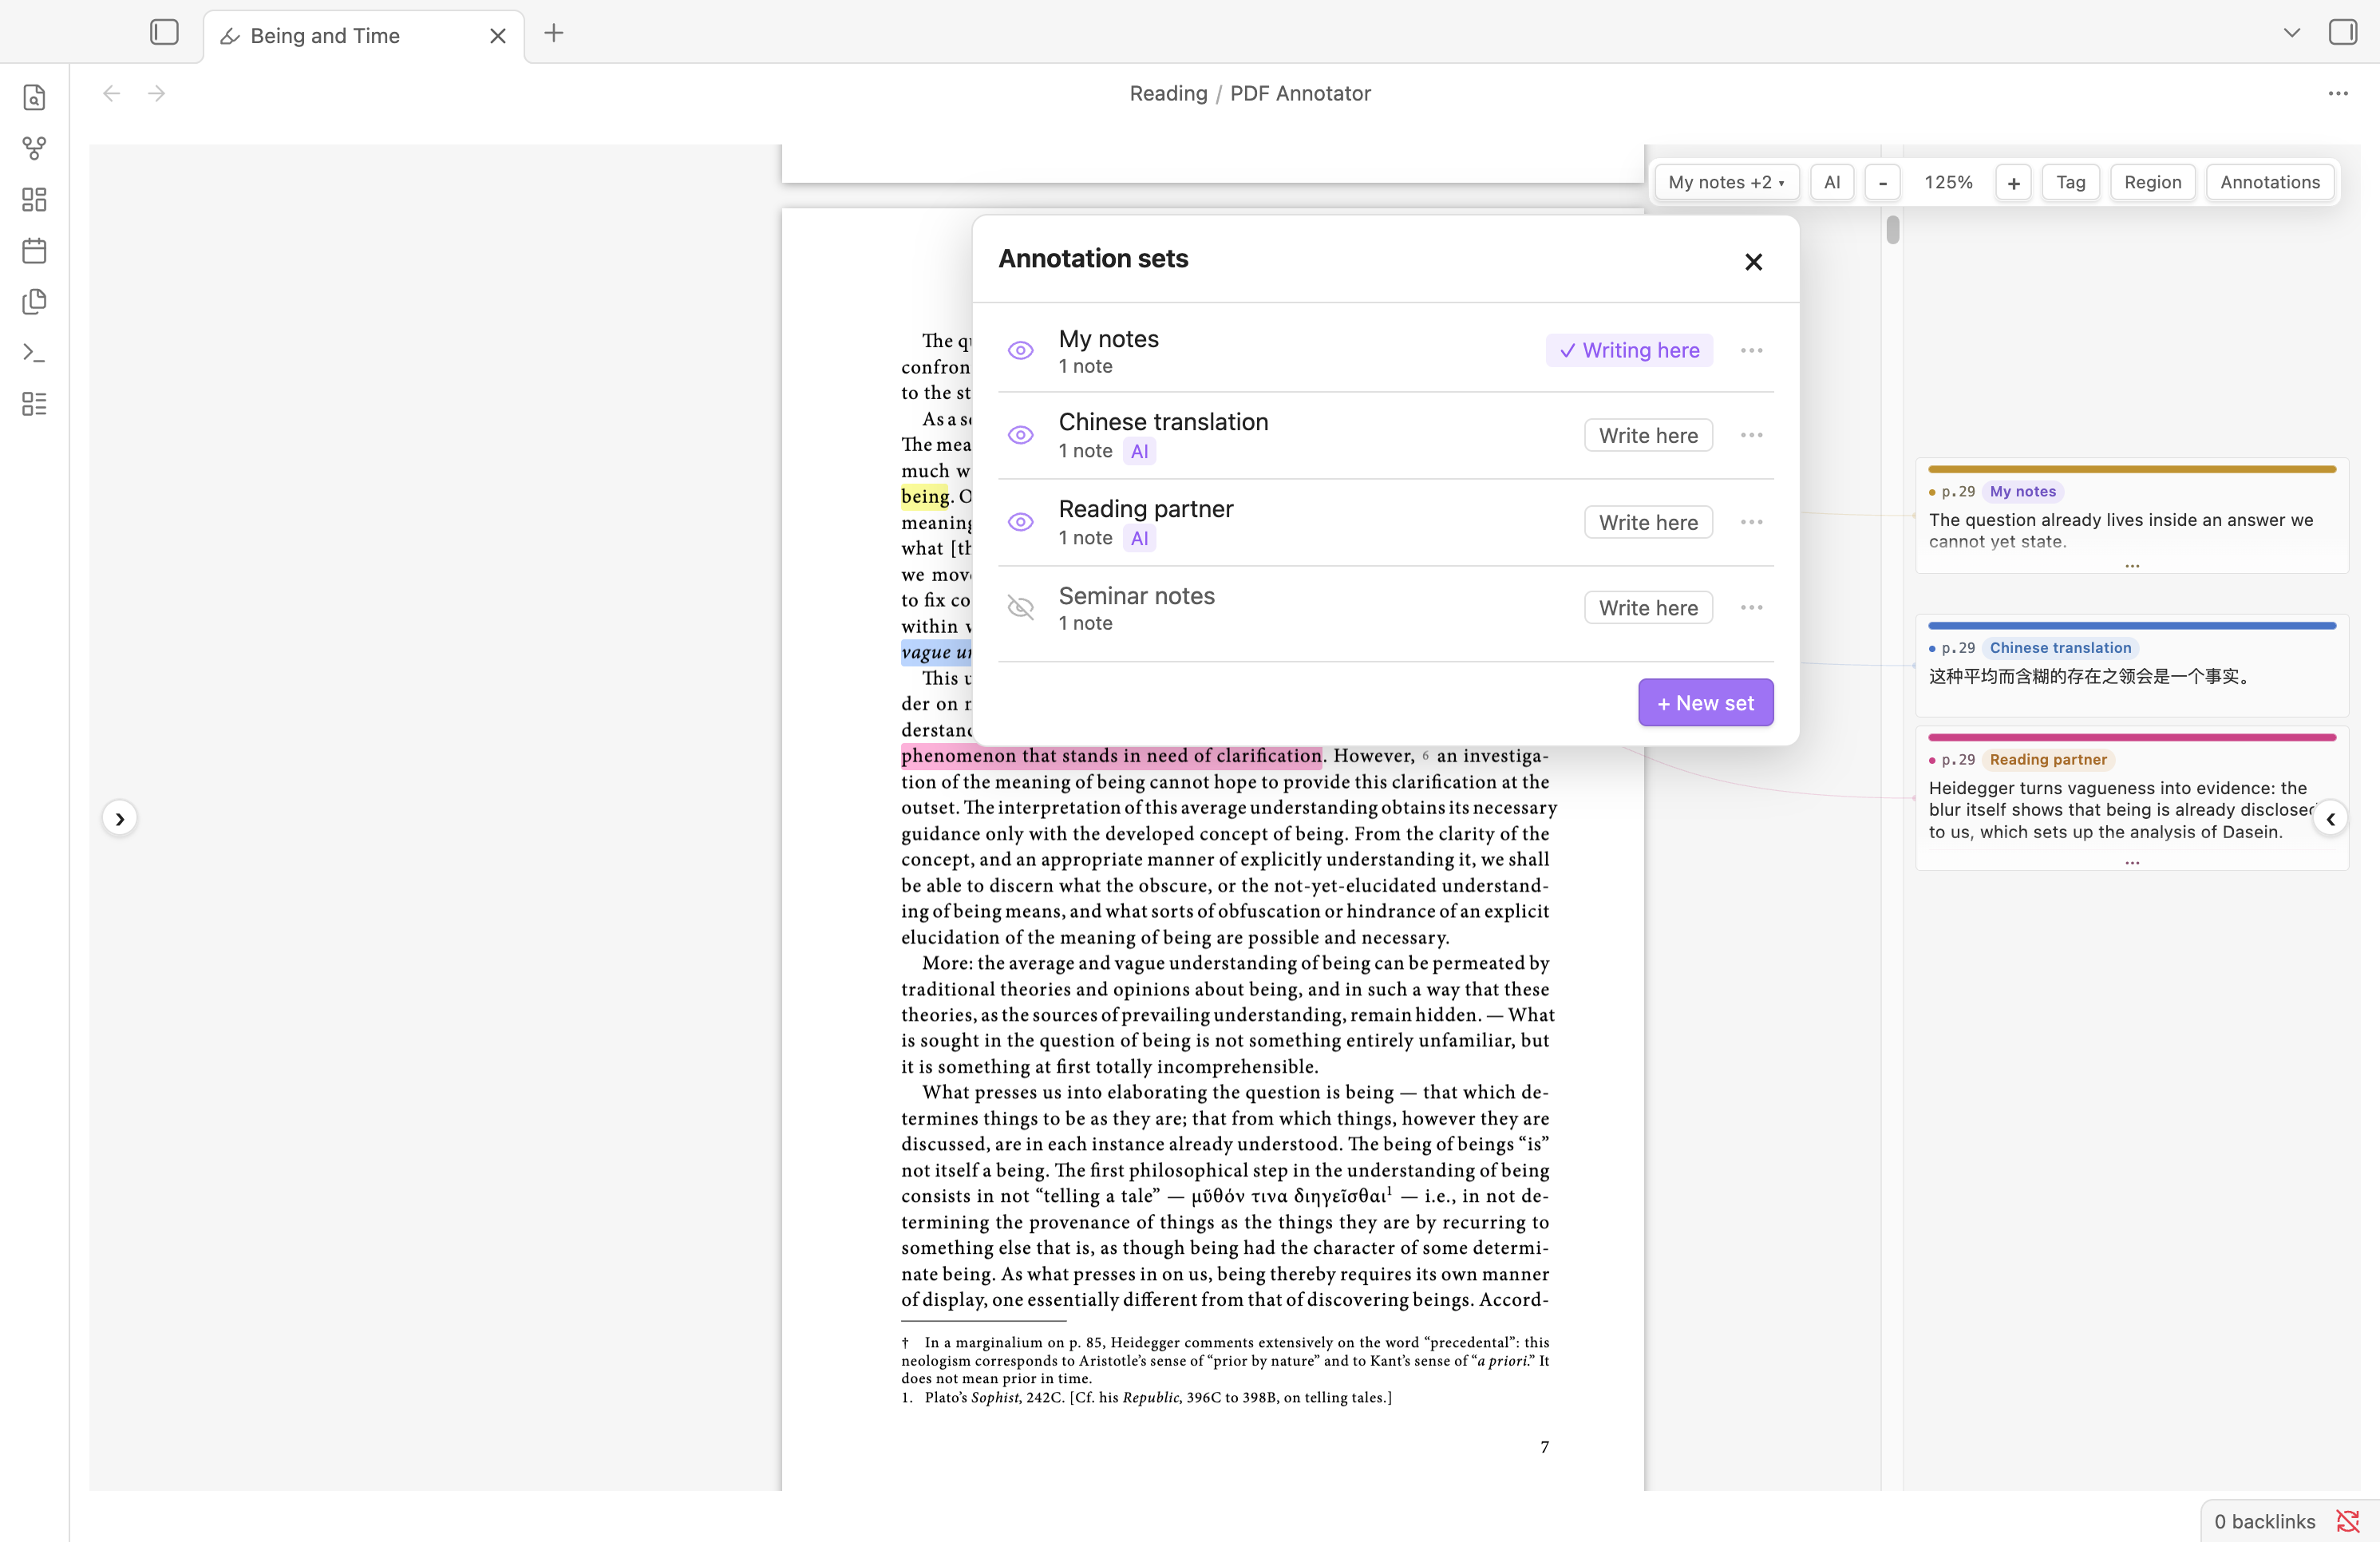 Being and Time
Reading / PDF Annotator
My notes +2
AI
-
125%
+
Tag
Region
Annotations
Annotation sets
My notes
1 note
✓ Writing here
Chinese translation
1 note AI
Write here
Reading partner
1 note AI
Write here
Seminar notes
1 note
Write here
+ New set
The
confron
to the st
As a
The mea
much w
being.
meaning
what
we mov
to fix co
within
vague
This
der on
derstand
phenomenon that stands in need of clarification. However, 6 an investiga-
tion of the meaning of being cannot hope to provide this clarification at the
outset. The interpretation of this average understanding obtains its necessary
guidance only with the developed concept of being. From the clarity of the
concept, and an appropriate manner of explicitly understanding it, we shall
be able to discern what the obscure, or the not-yet-elucidated understand-
ing of being means, and what sorts of obfuscation or hindrance of an explicit
elucidation of the meaning of being are possible and necessary.
More: the average and vague understanding of being can be permeated by
traditional theories and opinions about being, and in such a way that these
theories, as the sources of prevailing understanding, remain hidden. — What
is sought in the question of being is not something entirely unfamiliar, but
it is something at first totally incomprehensible.
What presses us into elaborating the question is being — that which de-
termines things to be as they are; that from which things, however they are
discussed, are in each instance already understood. The being of beings “is”
not itself a being. The first philosophical step in the understanding of being
consists in not “telling a tale” — μῦθόν τινα διηγεῖσθαι1 — i.e., in not de-
termining the provenance of things as the things they are by recurring to
something else that is, as though being had the character of some determi-
nate being. As what presses in on us, being thereby requires its own manner
of display, one essentially different from that of discovering beings. Accord-
† In a marginalium on p. 85, Heidegger comments extensively on the word “precedental”: this
neologism corresponds to Aristotle’s sense of “prior by nature” and to Kant’s sense of “a priori.” It
does not mean prior in time.
1. Plato’s Sophist, 242C. [Cf. his Republic, 396C to 398B, on telling tales.]
7
p.29 My notes
The question already lives inside an answer we
cannot yet state.
...
p.29 Chinese translation
这种平均而含糊的存在之领会是一个事实。
p.29 Reading partner
Heidegger turns vagueness into evidence: the
blur itself shows that being is already disclosed
to us, which sets up the analysis of Dasein.
...
0 backlinks